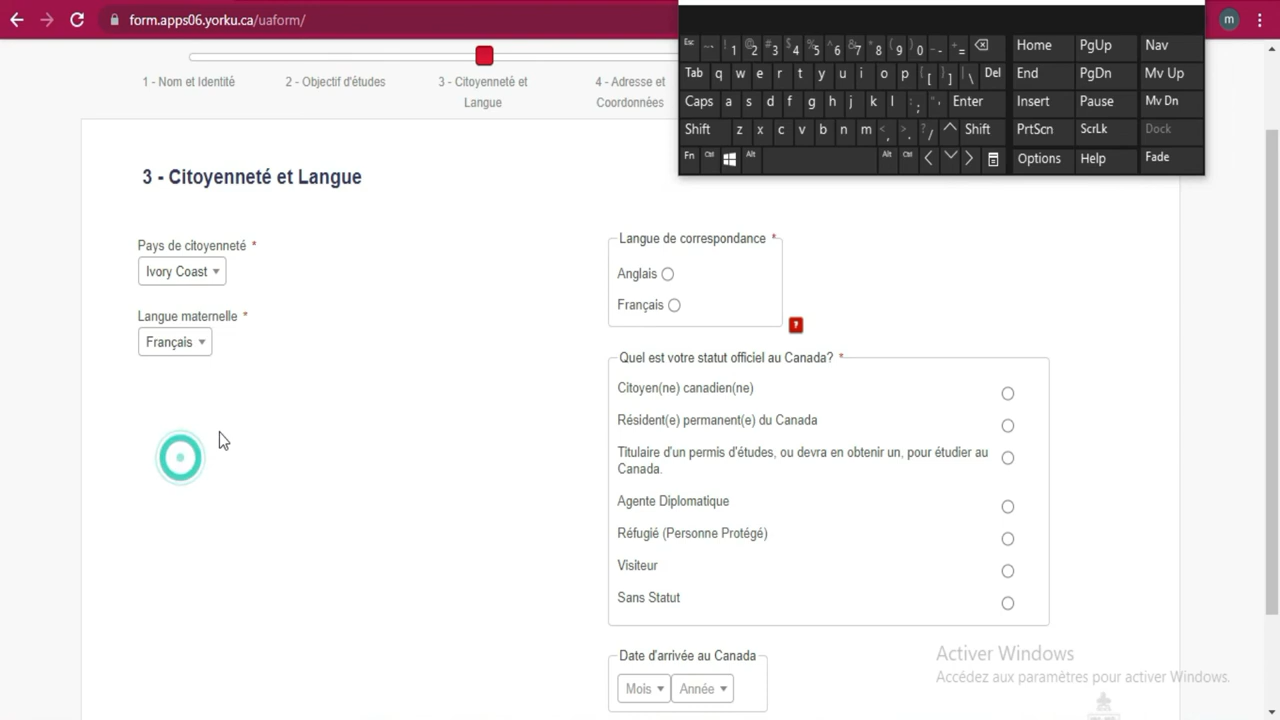 form.apps06.yorku.ca/uaform/
m
1 - Nom et Identité
2 - Objectif d'études
3 - Citoyenneté et
Langue
4 - Adresse et
Coordonnées
Esc ~ ` ! 1 @ 2 # 3 $ 4 % 5 ^ 6 & 7 * 8 ( 9 ) 0 _ - + = Home PgUp Nav
Tab q w e r t y u i o p { [ } ] | \ Del End PgDn Mv Up
Caps a s d f g h j k l : ; " ' Enter Insert Pause Mv Dn
Shift z x c v b n m < , > . ? / Shift PrtScn ScrLk Dock
Fn Ctrl Alt Alt Ctrl Options Help Fade
3 - Citoyenneté et Langue
Pays de citoyenneté *
Ivory Coast
Langue maternelle *
Français
Langue de correspondance *
Anglais
Français
?
Quel est votre statut officiel au Canada? *
Citoyen(ne) canadien(ne)
Résident(e) permanent(e) du Canada
Titulaire d'un permis d'études, ou devra en obtenir un, pour étudier au
Canada.
Agente Diplomatique
Réfugié (Personne Protégé)
Visiteur
Sans Statut
Date d'arrivée au Canada
Mois Année
Activer Windows
Accédez aux paramètres pour activer Windows.